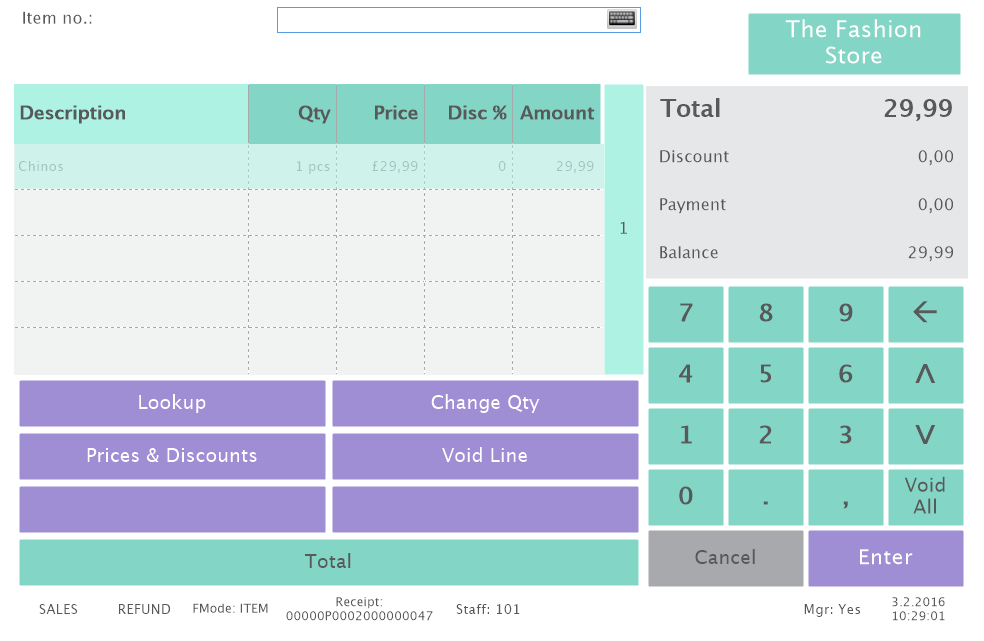 Item no.:
The Fashion
Store
Description Qty Price Disc % Amount
Chinos 1 pcs £29,99 0 29,99
1
Total 29,99
Discount 0,00
Payment 0,00
Balance 29,99
7 8 9 ←
4 5 6 Λ
1 2 3 V
0 . , Void
All
Cancel Enter
Lookup Change Qty
Prices & Discounts Void Line
Total
SALES REFUND FMode: ITEM Receipt:
00000P0002000000047 Staff: 101 Mgr: Yes 3.2.2016
10:29:01